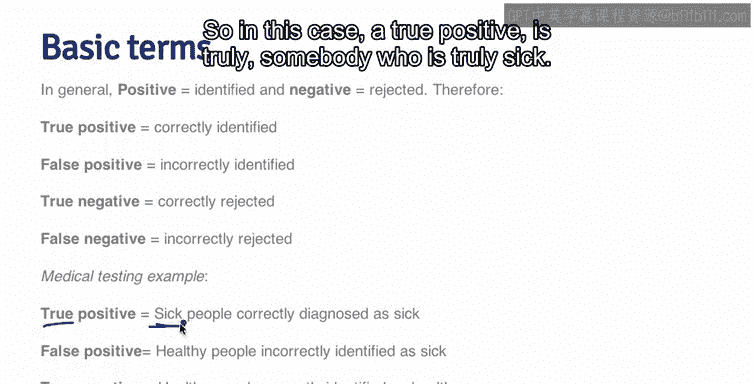 So in this case, a true positive, is
truly, somebody who is truly sick.
Basic terms
In general, Positive = identified and negative = rejected. Therefore:
True positive = correctly identified
False positive = incorrectly identified
True negative = correctly rejected
False negative = incorrectly rejected
Medical testing example:
True positive = Sick people correctly diagnosed as sick
False positive= Healthy people incorrectly identified as sick